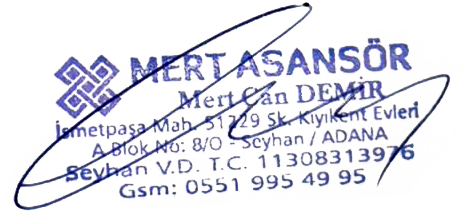 MERT ASANSÖR
Mert Can DEMİR
İsmetpaşa Mah. 51229 Sk. Kıyıkent Evleri
A Blok No: 8/O - Seyhan / ADANA
Seyhan V.D. T.C. 11308313976
Gsm: 0551 995 49 95